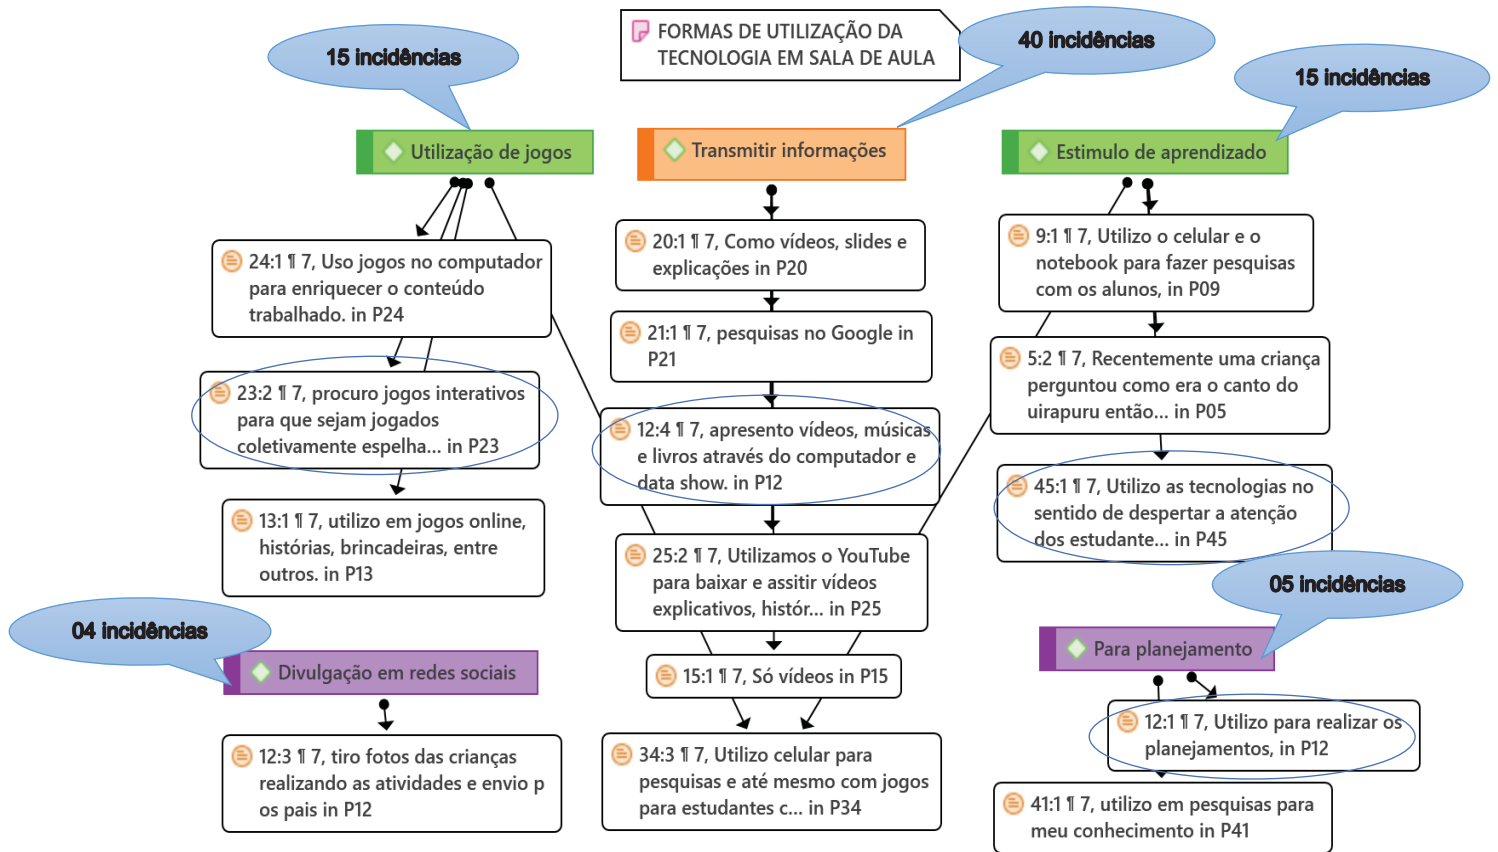 FORMAS DE UTILIZAÇÃO DA
TECNOLOGIA EM SALA DE AULA
15 incidências
40 incidências
15 incidências
Utilização de jogos
24:1 ¶ 7, Uso jogos no computador
para enriquecer o conteúdo
trabalhado. in P24
23:2 ¶ 7, procuro jogos interativos
para que sejam jogados
coletivamente espelha... in P23
13:1 ¶ 7, utilizo em jogos online,
histórias, brincadeiras, entre
outros. in P13
Transmitir informações
20:1 ¶ 7, Como vídeos, slides e
explicações in P20
21:1 ¶ 7, pesquisas no Google in
P21
12:4 ¶ 7, apresento vídeos, músicas
e livros através do computador e
data show. in P12
25:2 ¶ 7, Utilizamos o YouTube
para baixar e assitir vídeos
explicativos, histór... in P25
15:1 ¶ 7, Só vídeos in P15
34:3 ¶ 7, Utilizo celular para
pesquisas e até mesmo com jogos
para estudantes c... in P34
Estimulo de aprendizado
9:1 ¶ 7, Utilizo o celular e o
notebook para fazer pesquisas
com os alunos, in P09
5:2 ¶ 7, Recentemente uma criança
perguntou como era o canto do
uirapuru então... in P05
45:1 ¶ 7, Utilizo as tecnologias no
sentido de despertar a atenção
dos estudante... in P45
04 incidências
Divulgação em redes sociais
12:3 ¶ 7, tiro fotos das crianças
realizando as atividades e envio p
os pais in P12
05 incidências
Para planejamento
12:1 ¶ 7, Utilizo para realizar os
planejamentos, in P12
41:1 ¶ 7, utilizo em pesquisas para
meu conhecimento in P41